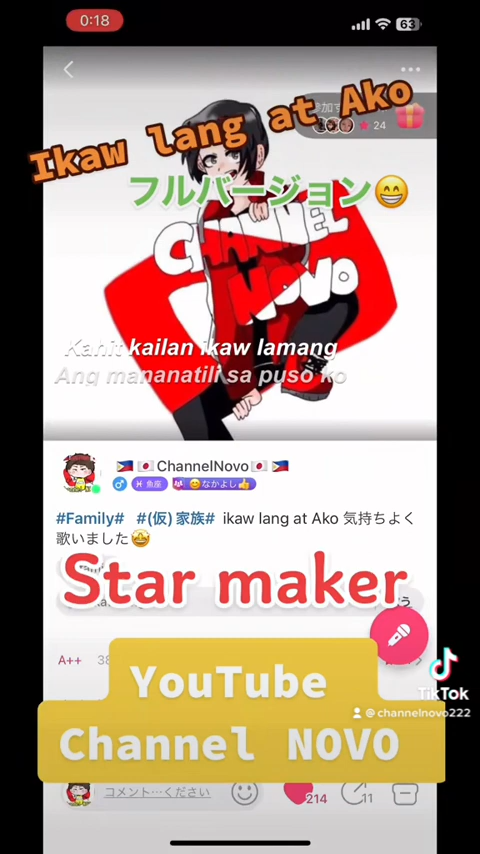 0:18
63
24
Ikaw lang at Ako
フルバージョン😁
CHANNEL
NOVO
Kahit kailan ikaw lamang
Ang mananatili sa puso ko
🇵🇭🇯🇵ChannelNovo🇯🇵🇵🇭
魚座
😊なかよし👍
#Family# #(仮)家族# ikaw lang at Ako 気持ちよく
歌いました🤩
Star maker
A++
YouTube
Channel NOVO
TikTok
@channelnovo222
コメント…ください
214
11